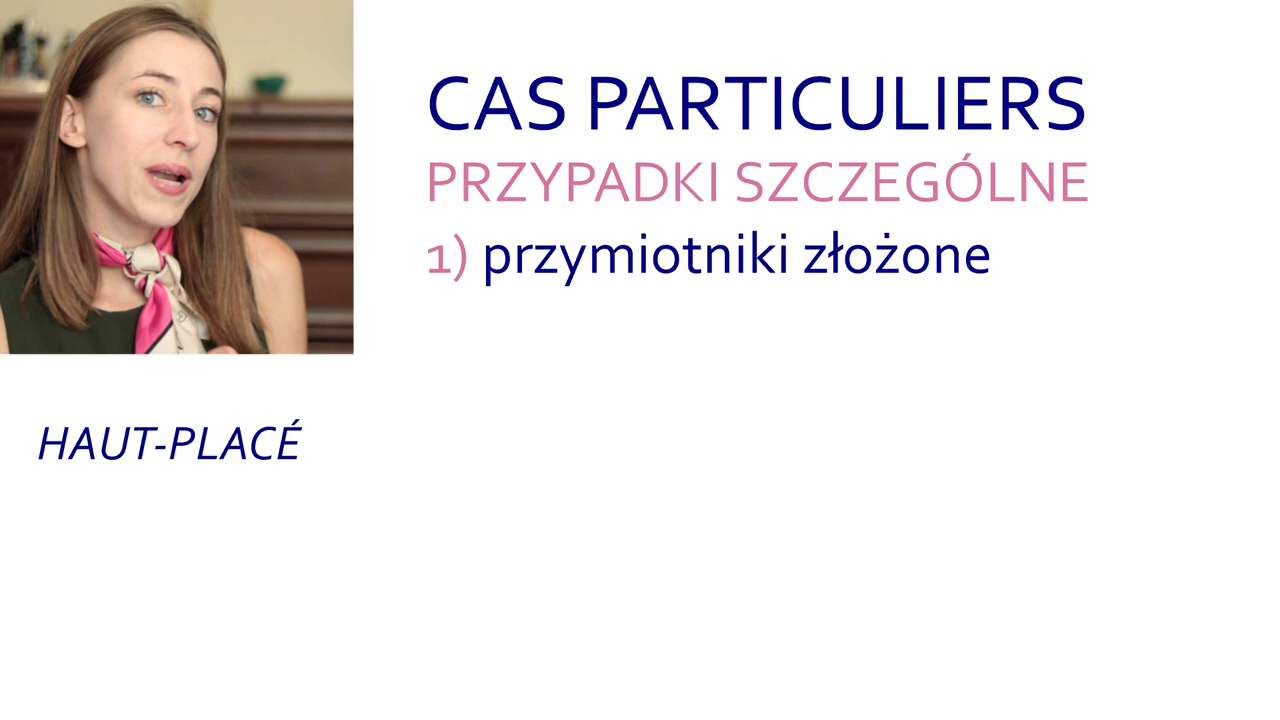 CAS PARTICULIERS
PRZYPADKI SZCZEGÓLNE
1) przymiotniki złożone
HAUT-PLACÉ